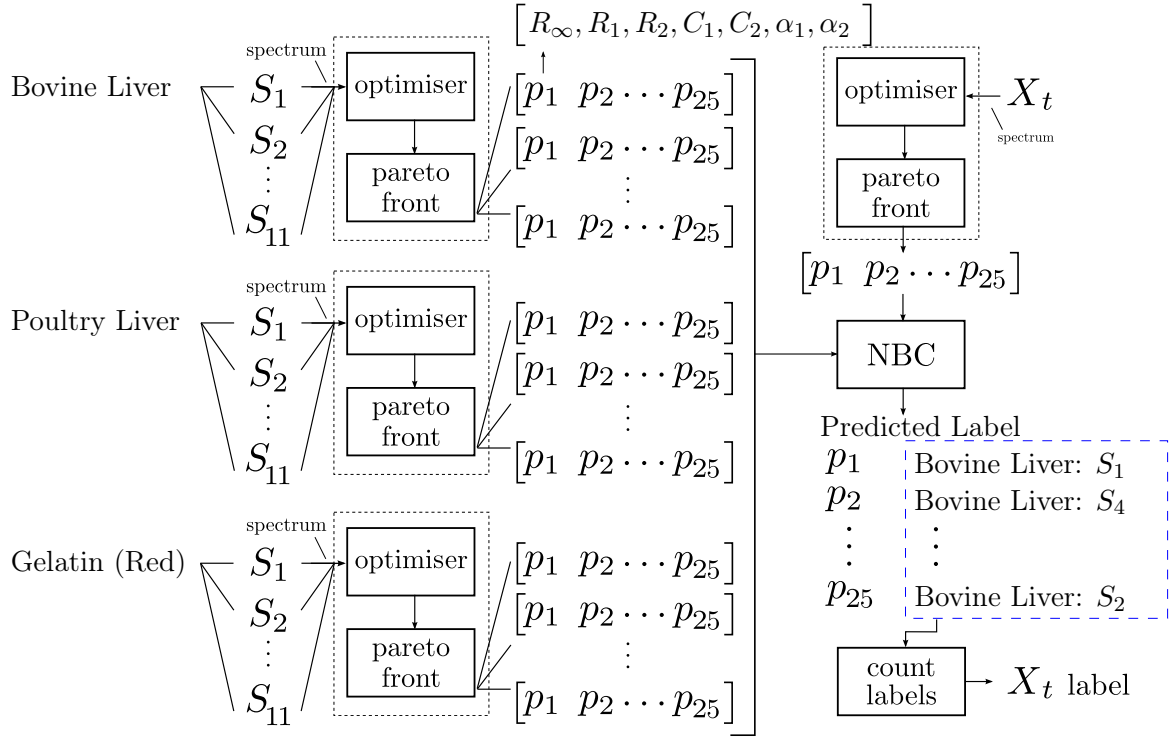 [R∞, R1, R2, C1, C2, α1, α2]
Bovine Liver
spectrum
S1
S2
⋮
S11
optimiser
pareto
front
[p1 p2 ⋯ p25]
[p1 p2 ⋯ p25]
⋮
[p1 p2 ⋯ p25]
Poultry Liver
spectrum
S1
S2
⋮
S11
optimiser
pareto
front
[p1 p2 ⋯ p25]
[p1 p2 ⋯ p25]
⋮
[p1 p2 ⋯ p25]
Gelatin (Red)
spectrum
S1
S2
⋮
S11
optimiser
pareto
front
[p1 p2 ⋯ p25]
[p1 p2 ⋯ p25]
⋮
[p1 p2 ⋯ p25]
optimiser
Xt
spectrum
pareto
front
[p1 p2 ⋯ p25]
NBC
Predicted Label
p1 Bovine Liver: S1
p2 Bovine Liver: S4
⋮ ⋮
p25 Bovine Liver: S2
count
labels
Xt label